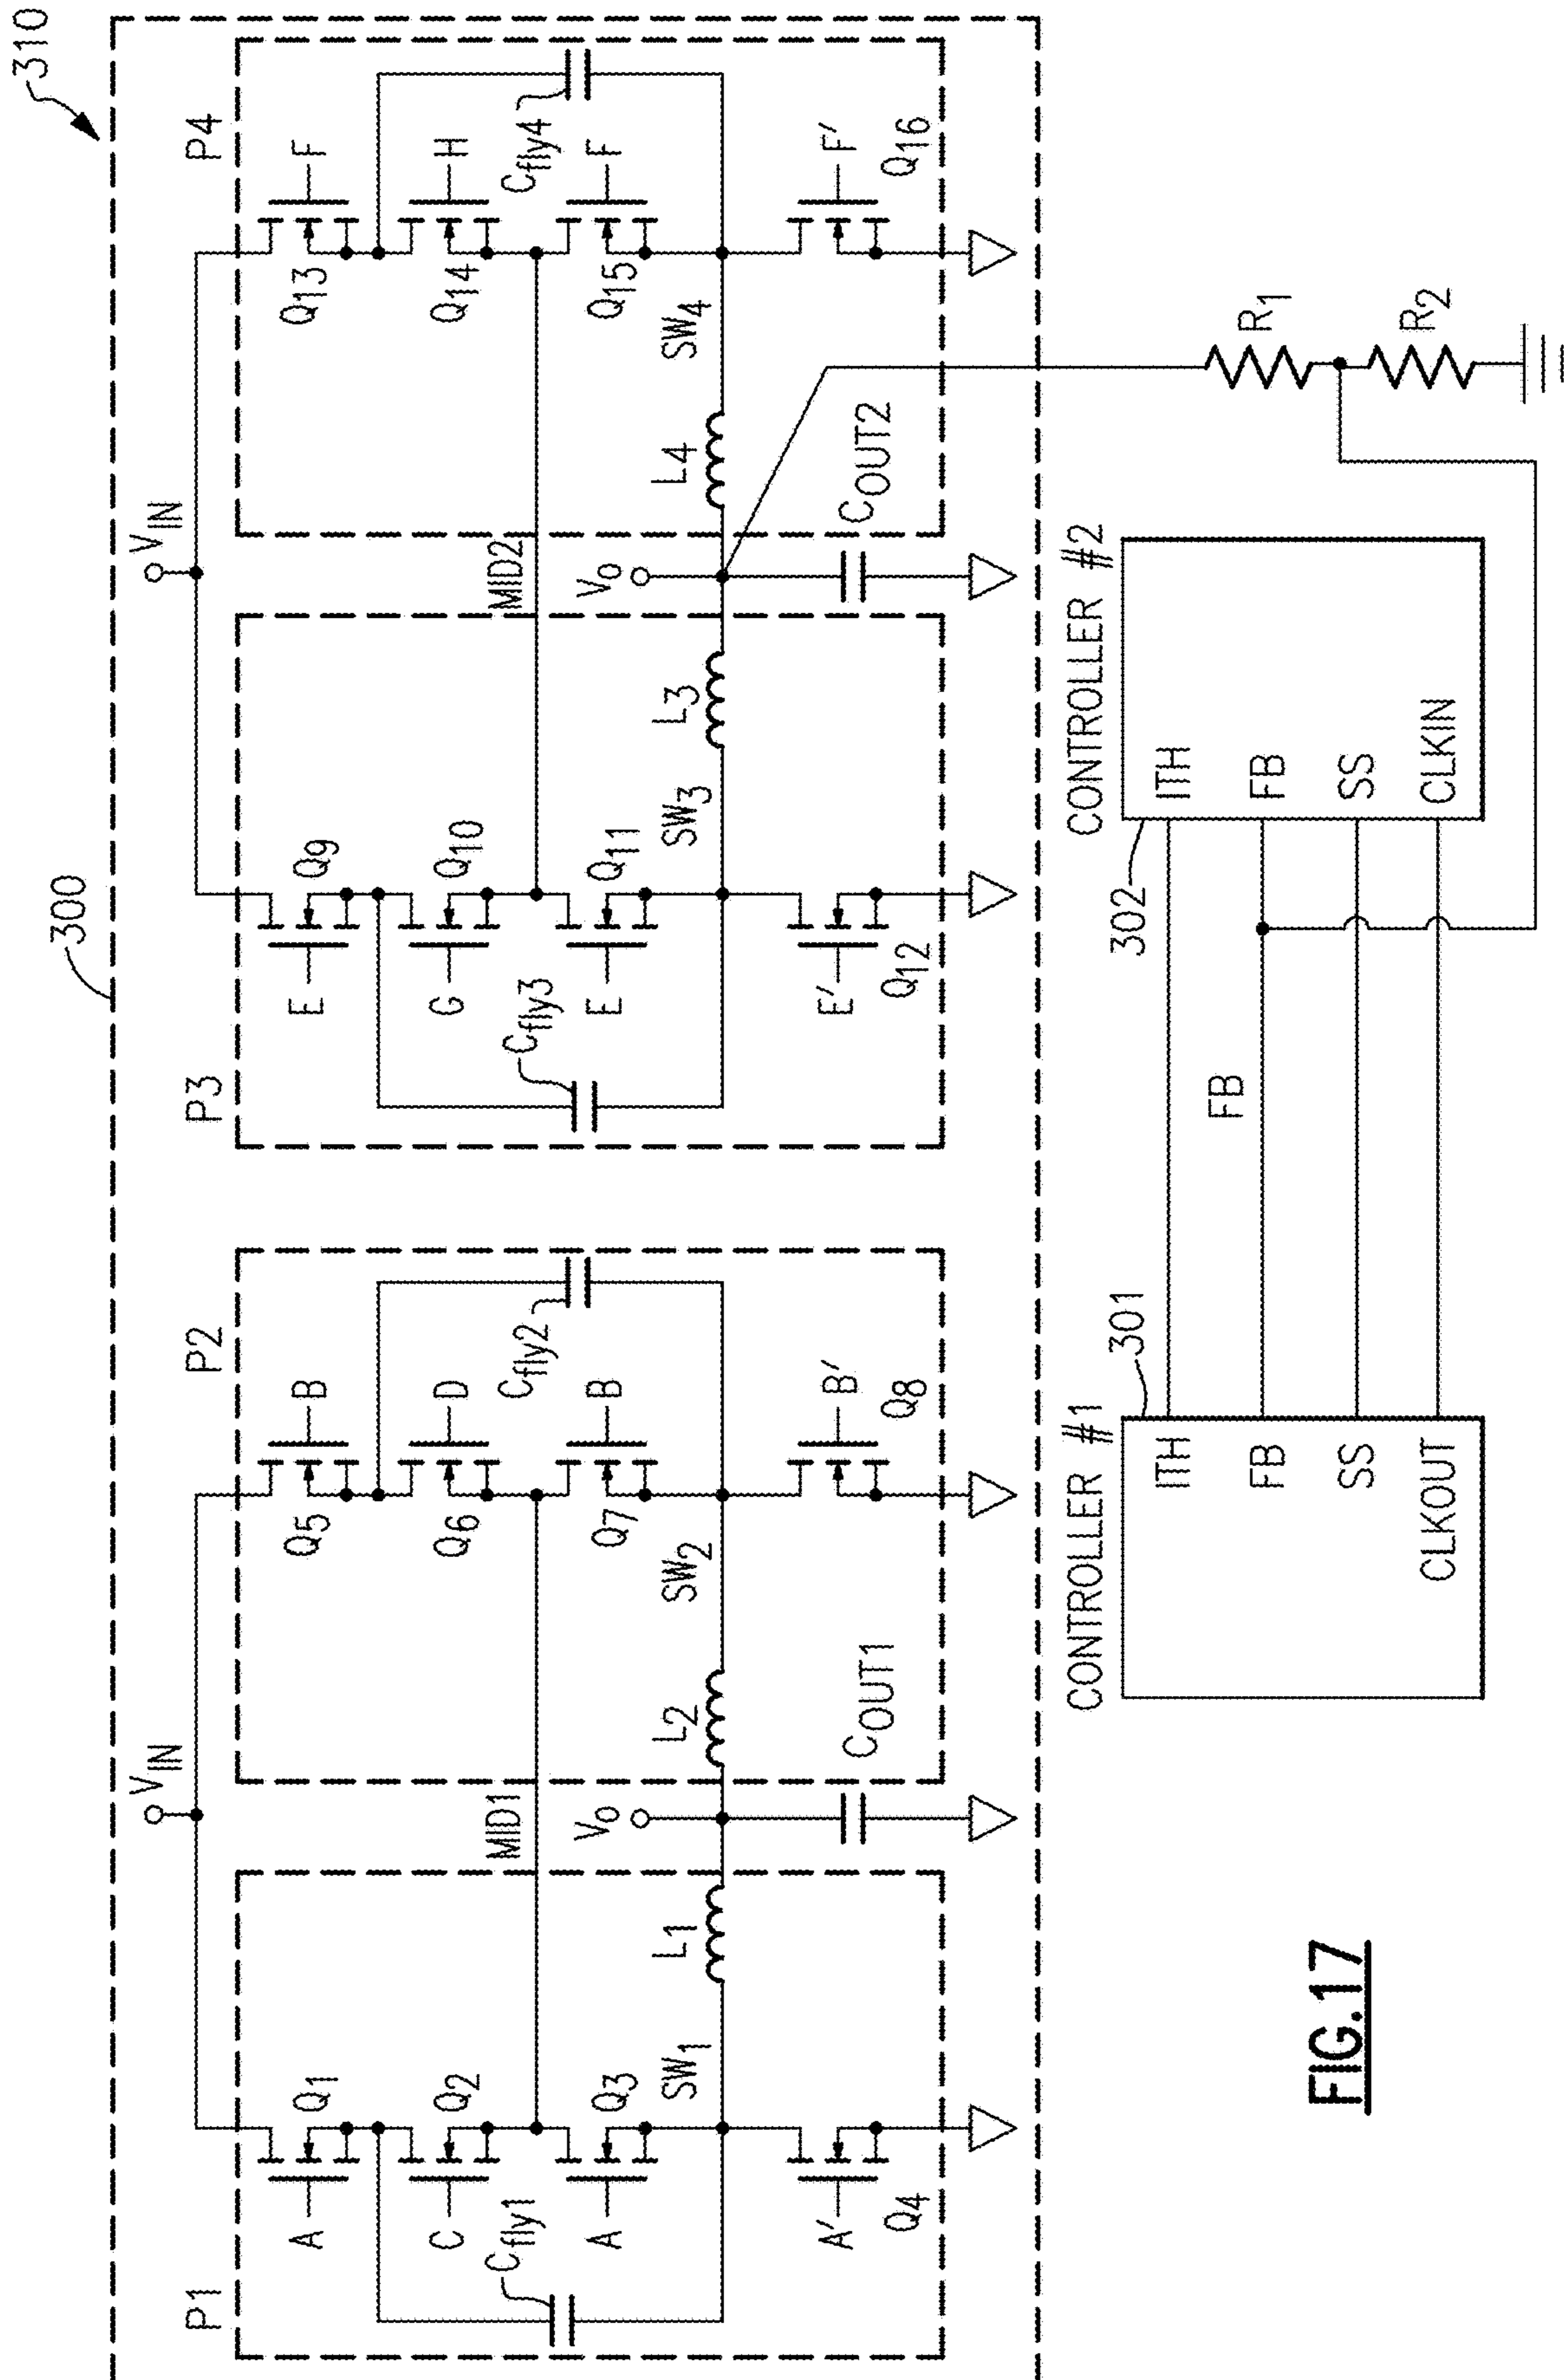 310
300
P1
P2
P3
P4
VIN
VIN
A
Q1
C
Q2
A
Q3
A′
Q4
Cfly1
SW1
L1
MID1
Vo
COUT1
L2
SW2
Q5
B
Q6
D
Q7
B
B′
Q8
Cfly2
E
Q9
G
Q10
E
Q11
E′
Q12
Cfly3
SW3
L3
MID2
Vo
COUT2
L4
SW4
Q13
F
Q14
H
Q15
F
F′
Q16
Cfly4
CONTROLLER #1
301
ITH
FB
SS
CLKOUT
FB
CONTROLLER #2
302
ITH
FB
SS
CLKIN
R1
R2
FIG.17